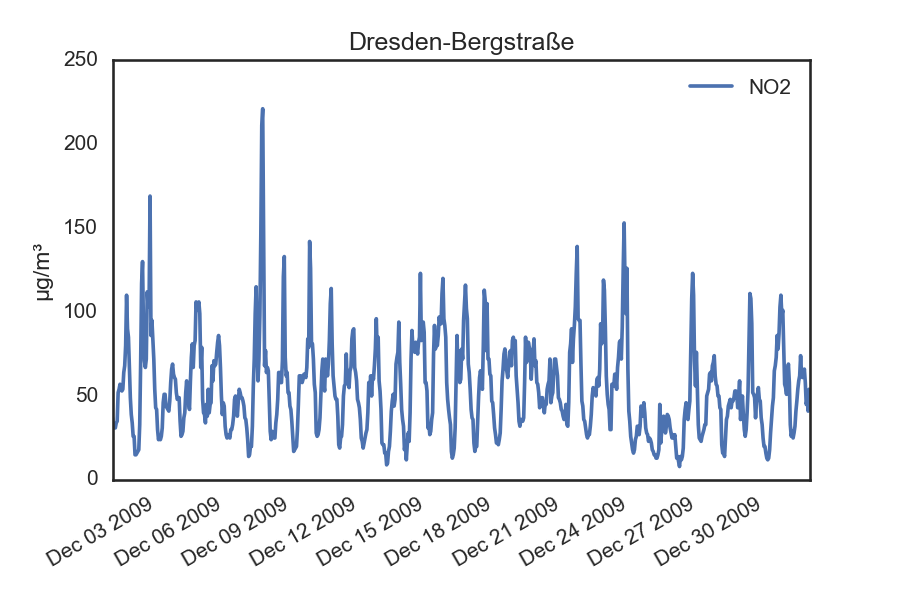 Dresden-Bergstraße
250
200
150
100
50
0
µg/m³
NO2
Dec 03 2009
Dec 06 2009
Dec 09 2009
Dec 12 2009
Dec 15 2009
Dec 18 2009
Dec 21 2009
Dec 24 2009
Dec 27 2009
Dec 30 2009